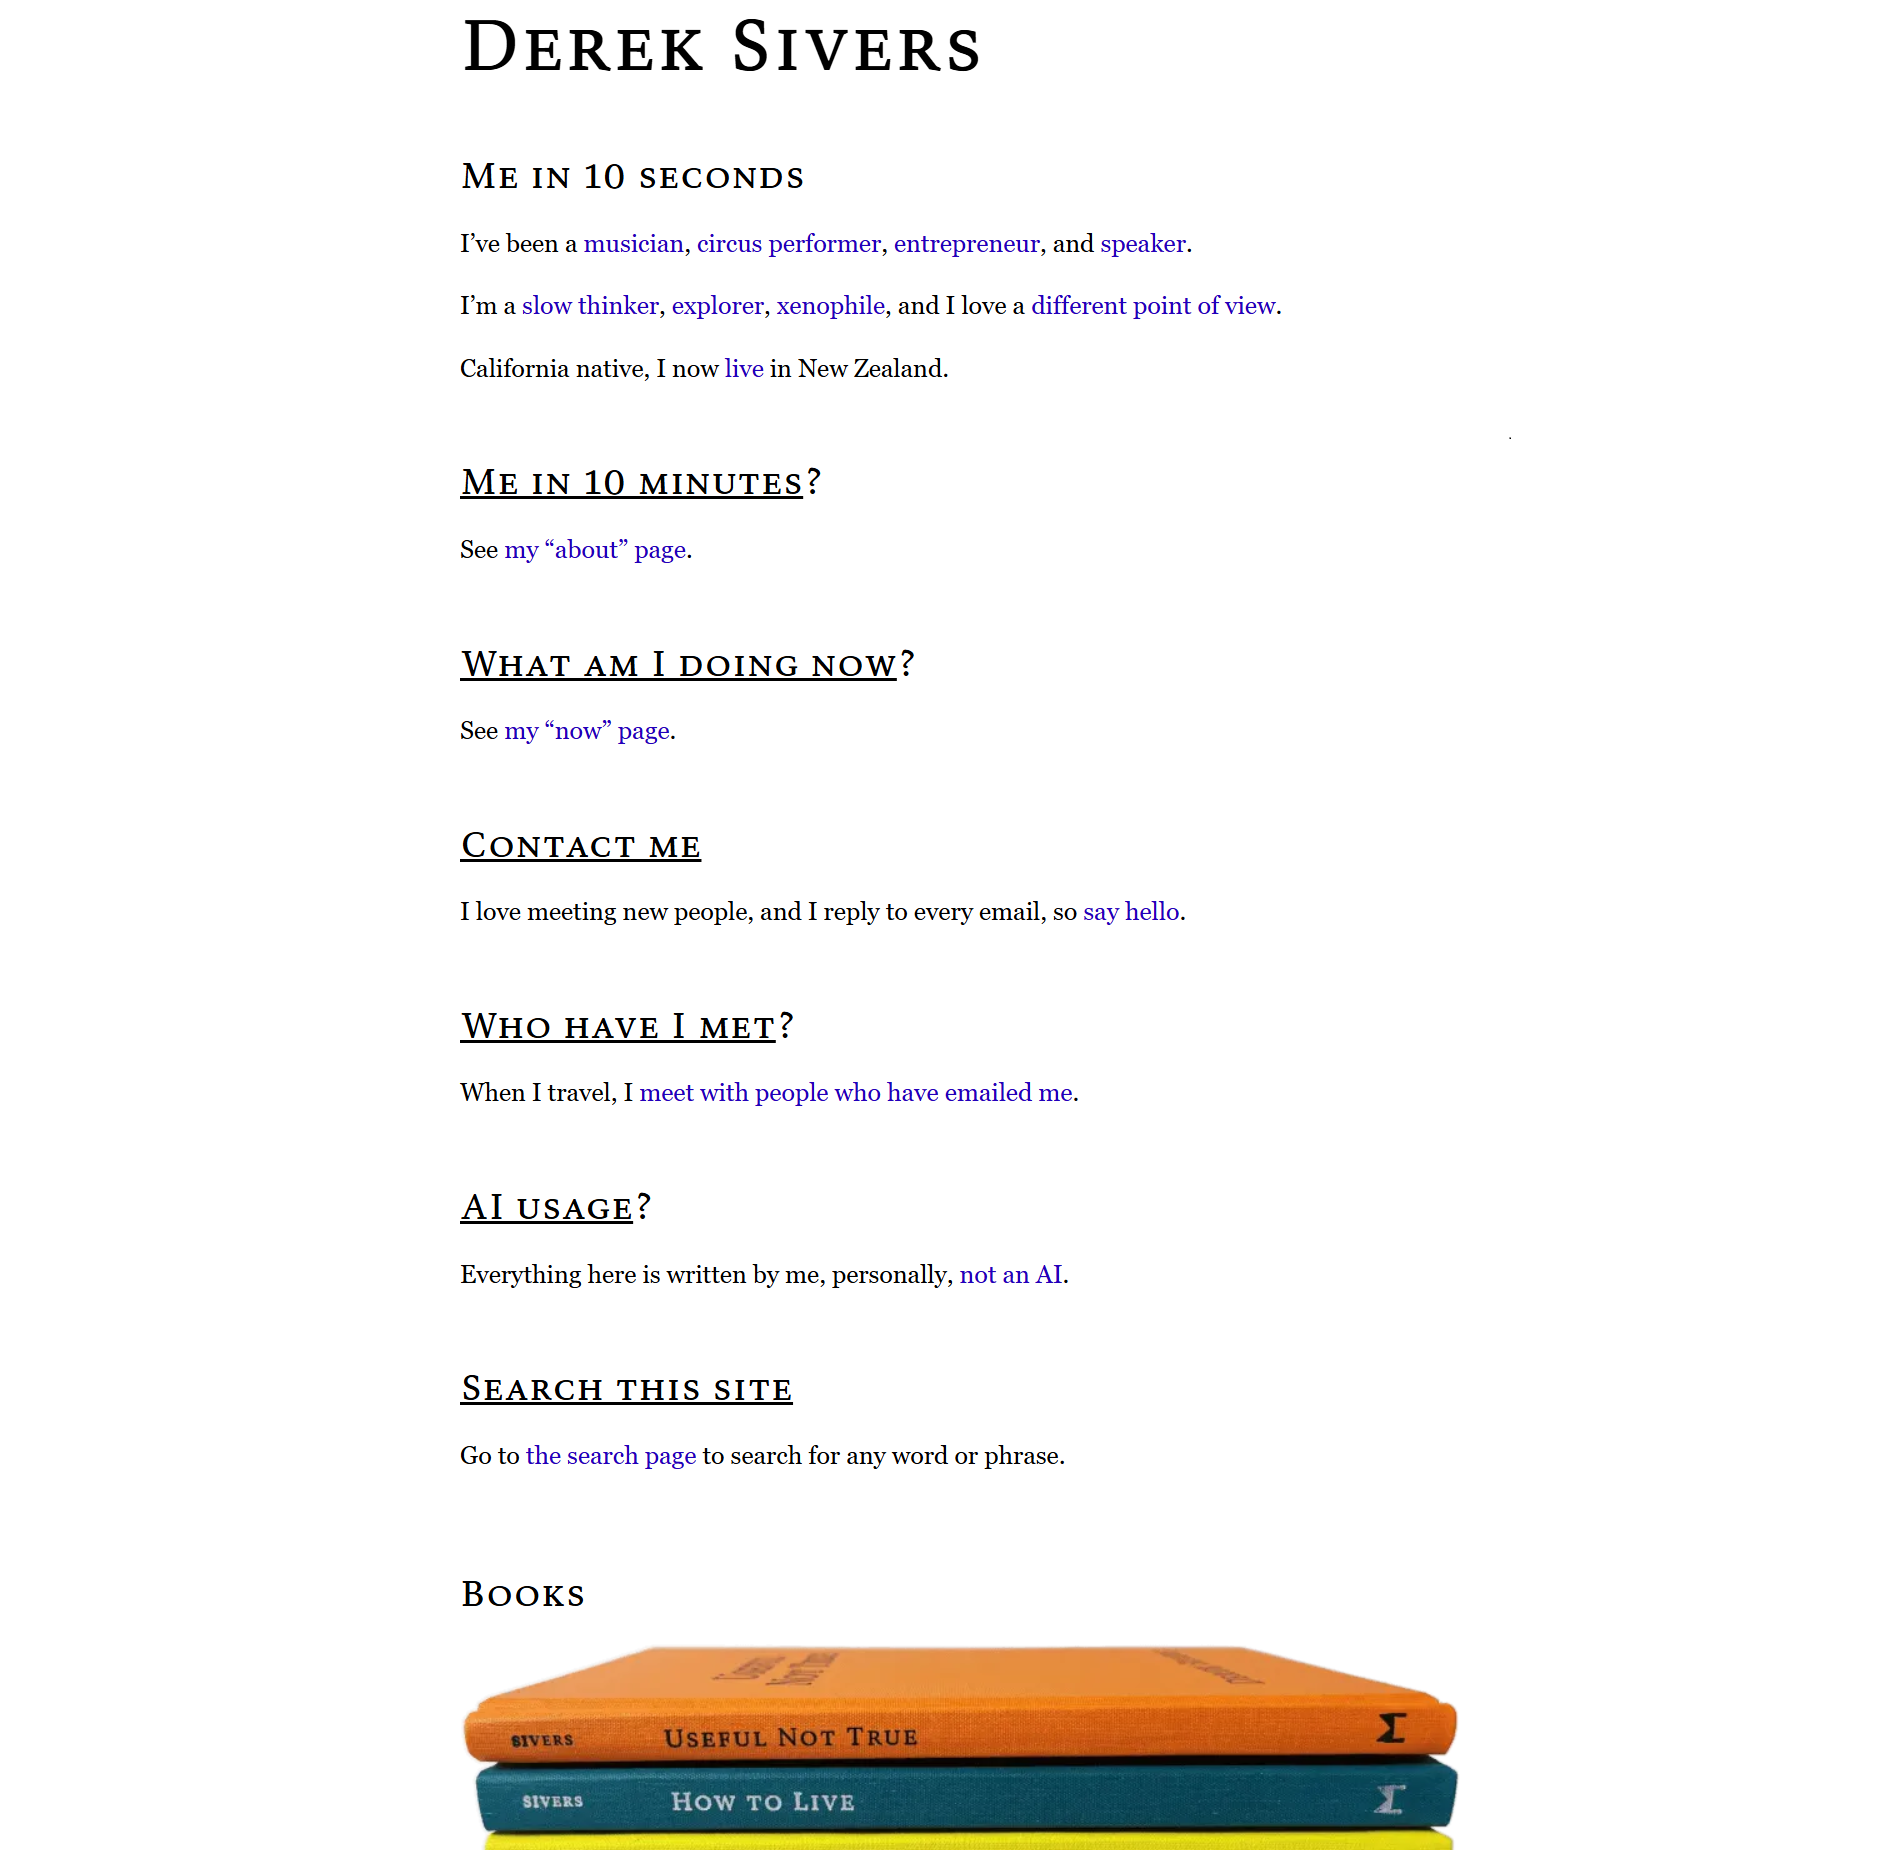 Derek Sivers
Me in 10 seconds
I’ve been a musician, circus performer, entrepreneur, and speaker.
I’m a slow thinker, explorer, xenophile, and I love a different point of view.
California native, I now live in New Zealand.
Me in 10 minutes?
See my “about” page.
What am I doing now?
See my “now” page.
Contact me
I love meeting new people, and I reply to every email, so say hello.
Who have I met?
When I travel, I meet with people who have emailed me.
AI usage?
Everything here is written by me, personally, not an AI.
Search this site
Go to the search page to search for any word or phrase.
Books
Useful
Not True
SIVERS Useful Not True
SIVERS How to Live